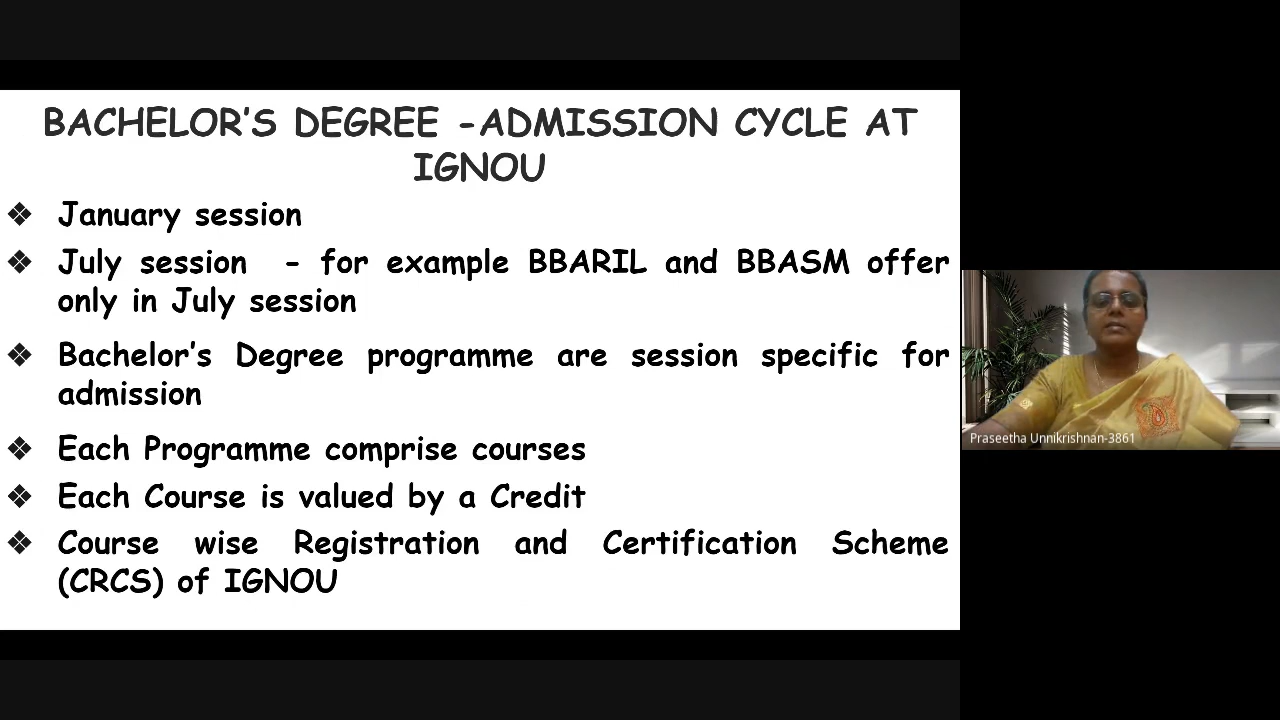 BACHELOR'S DEGREE -ADMISSION CYCLE AT
IGNOU
❖ January session
❖ July session - for example BBARIL and BBASM offer
only in July session
❖ Bachelor's Degree programme are session specific for
admission
❖ Each Programme comprise courses
❖ Each Course is valued by a Credit
❖ Course wise Registration and Certification Scheme
(CRCS) of IGNOU
Praseetha Unnikrishnan-3861